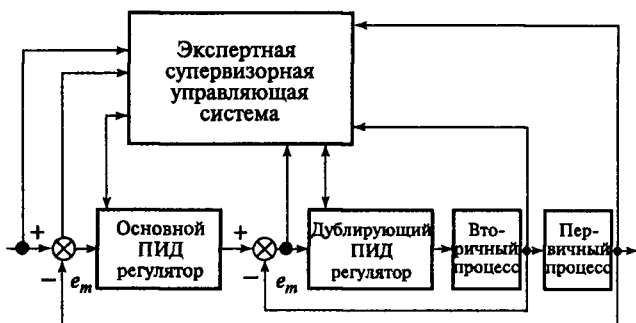 Экспертная
супервизорная
управляющая
система
+
−
e_m
Основной
ПИД
регулятор
+
−
e_m
Дублирующий
ПИД
регулятор
Вто-
ричный
процесс
Пер-
вичный
процесс